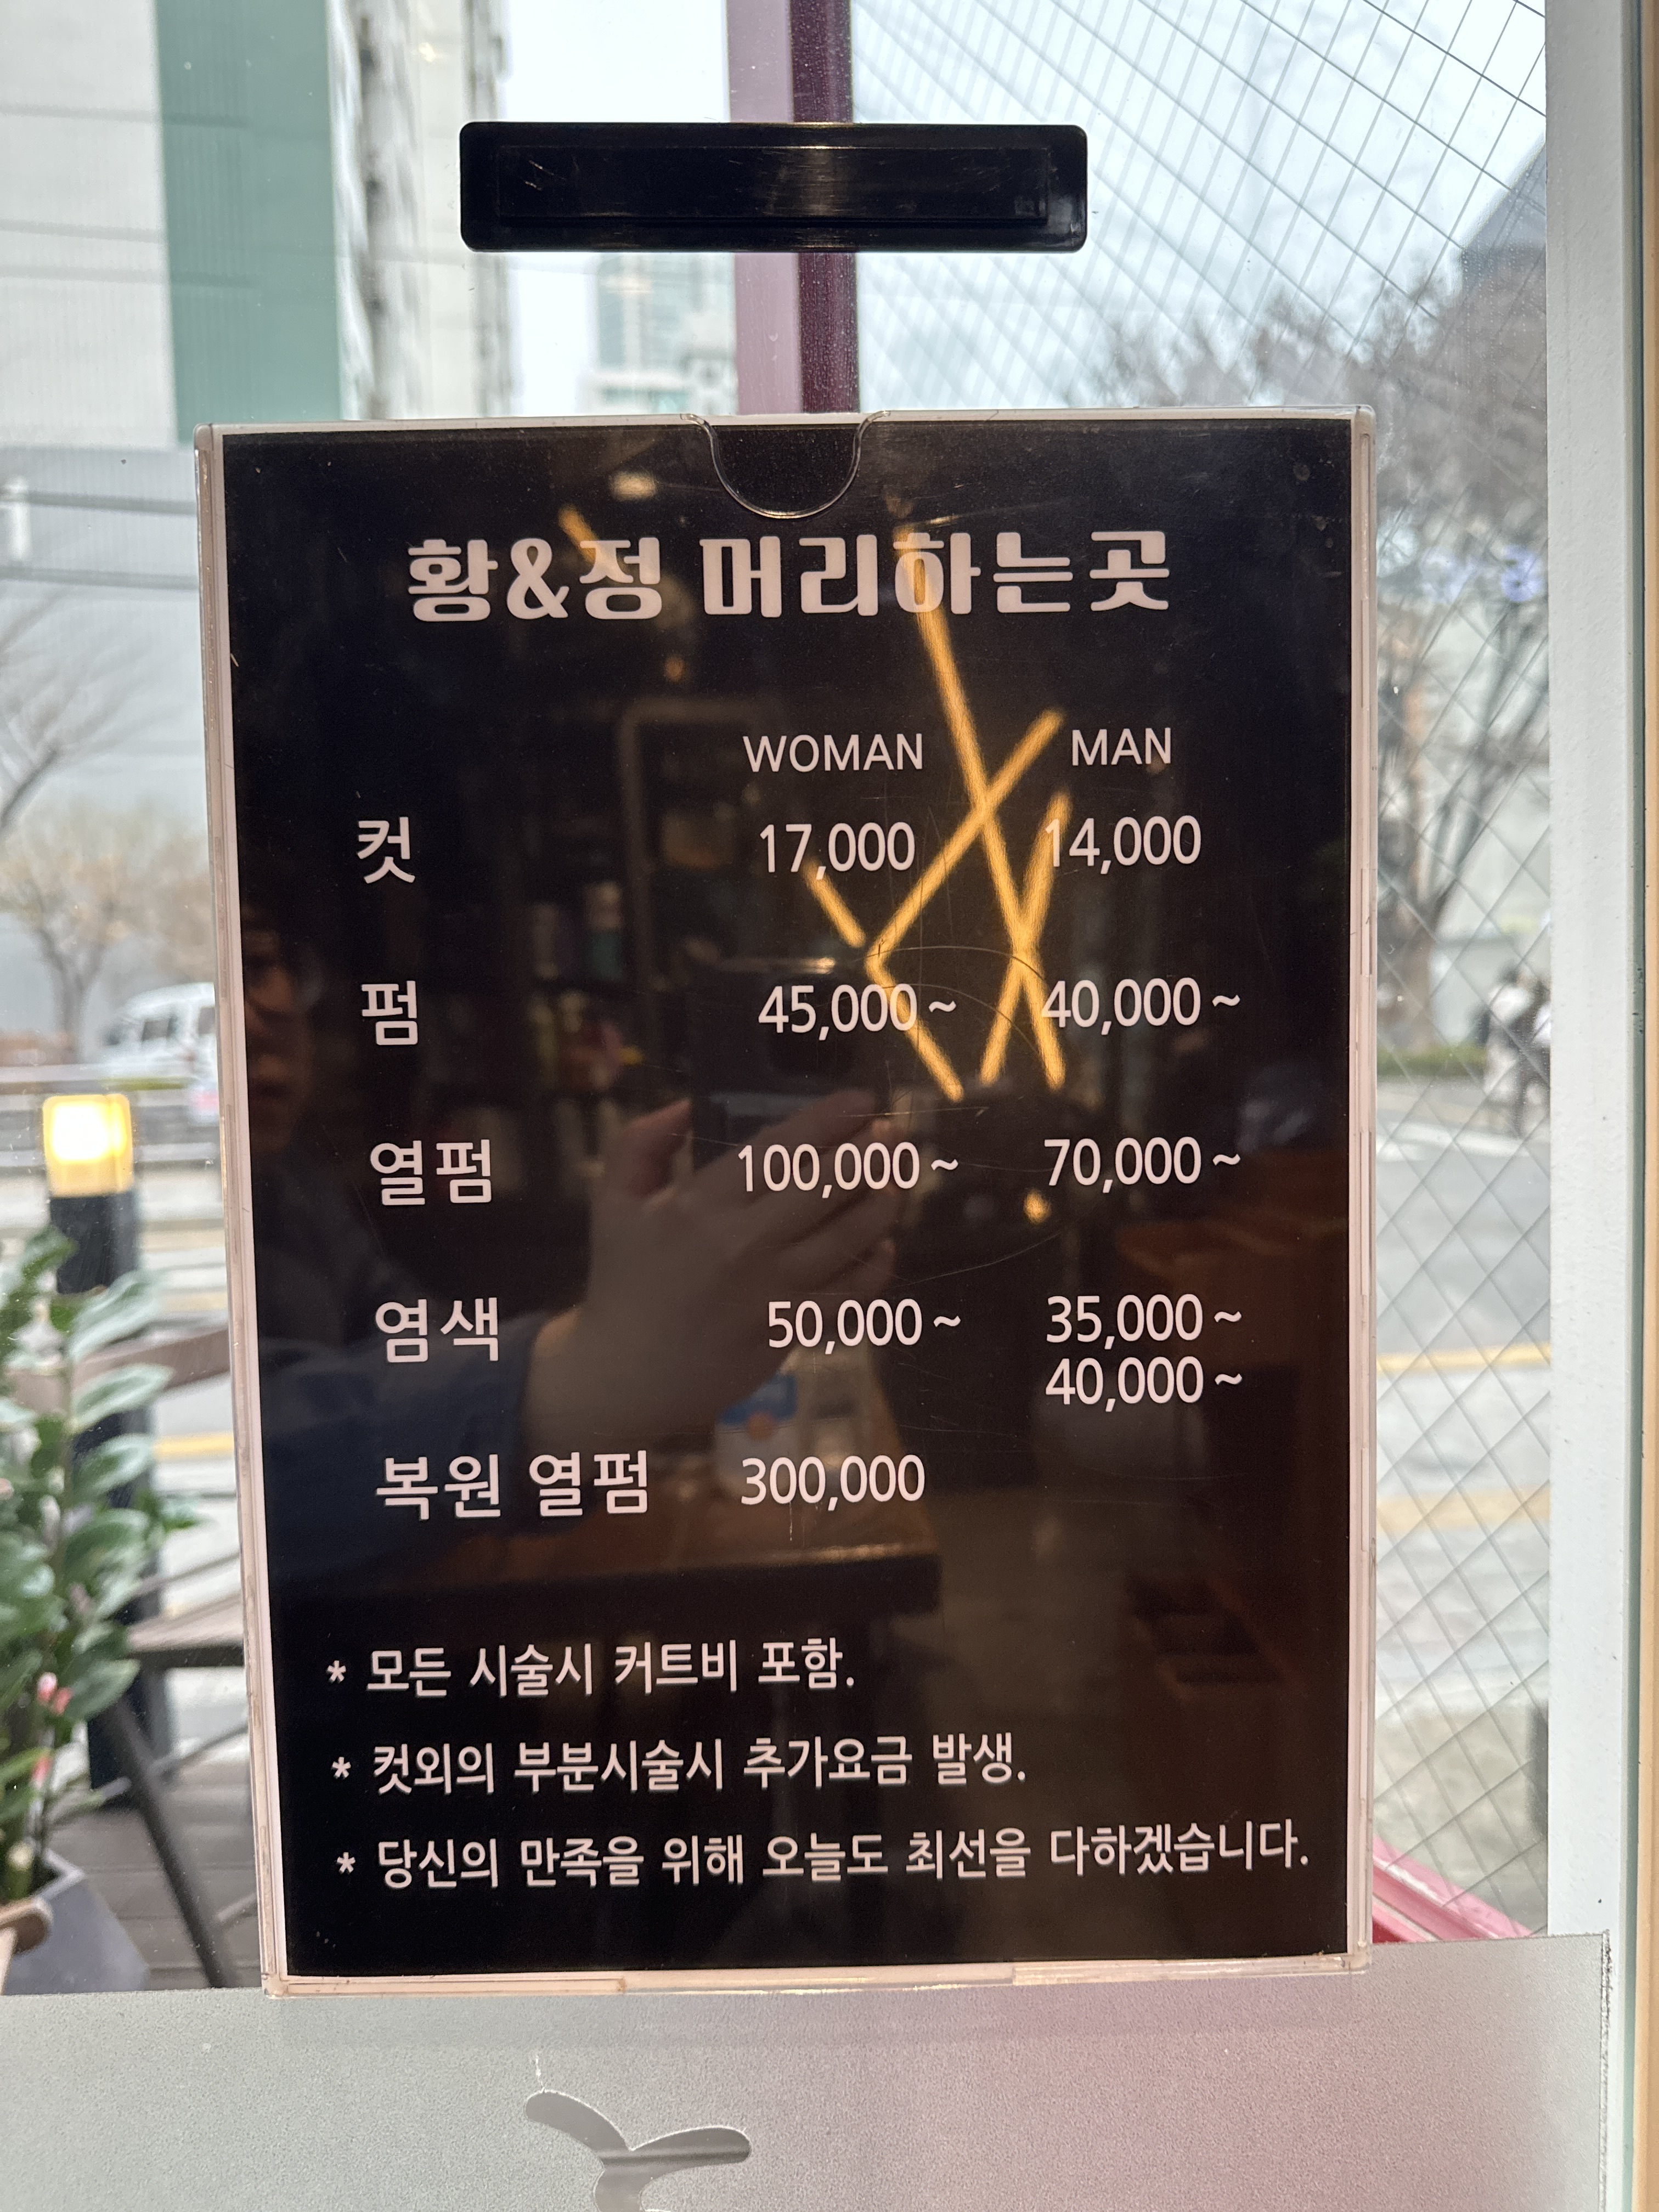 황&정 머리하는곳
WOMAN MAN
컷 17,000 14,000
펌 45,000~ 40,000~
열펌 100,000~ 70,000~
염색 50,000~ 35,000~
40,000~
복원 열펌 300,000
* 모든 시술시 커트비 포함.
* 컷외의 부분시술시 추가요금 발생.
* 당신의 만족을 위해 오늘도 최선을 다하겠습니다.